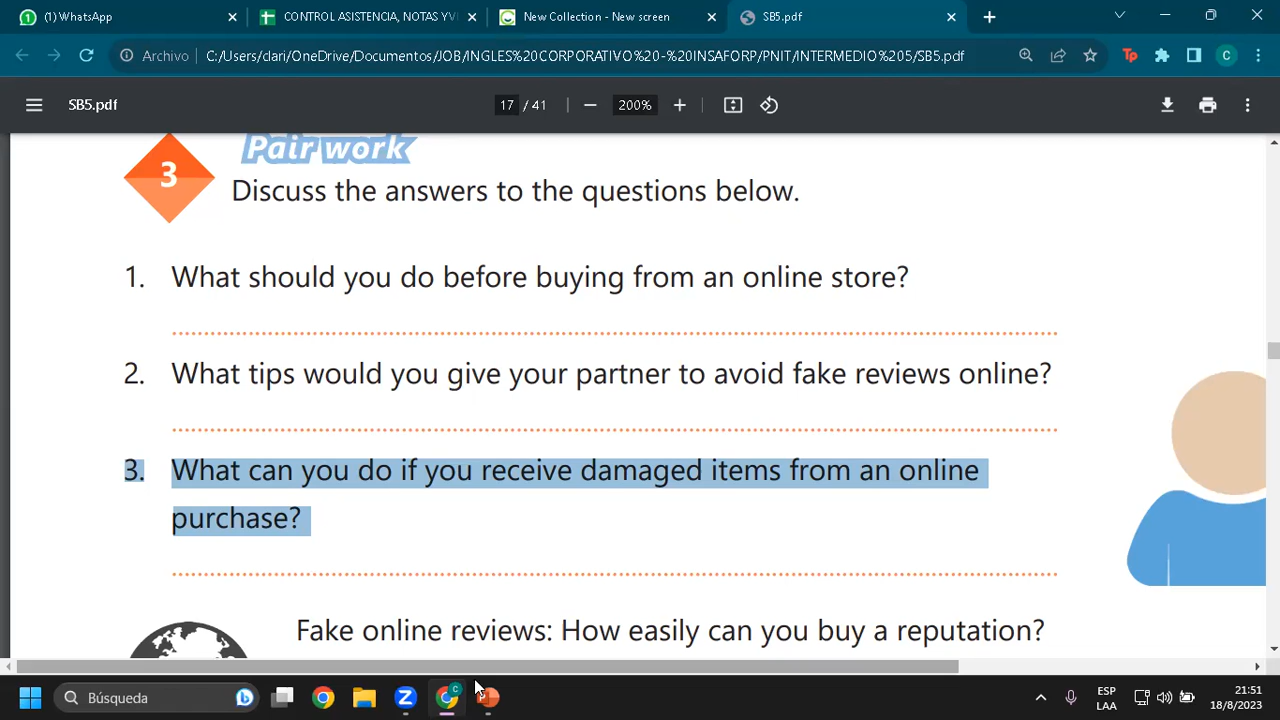 (1) WhatsApp
CONTROL ASISTENCIA, NOTAS YVI
New Collection - New screen
SB5.pdf
Archivo
C:/Users/clari/OneDrive/Documentos/JOB/INGLES%20CORPORATIVO%20-%20INSAFORP/PNIT/INTERMEDIO%205/SB5.pdf
SB5.pdf
17 / 41
200%
Pair work
3
Discuss the answers to the questions below.
1. What should you do before buying from an online store?
2. What tips would you give your partner to avoid fake reviews online?
3. What can you do if you receive damaged items from an online
purchase?
Fake online reviews: How easily can you buy a reputation?
Búsqueda
ESP
LAA
21:51
18/8/2023